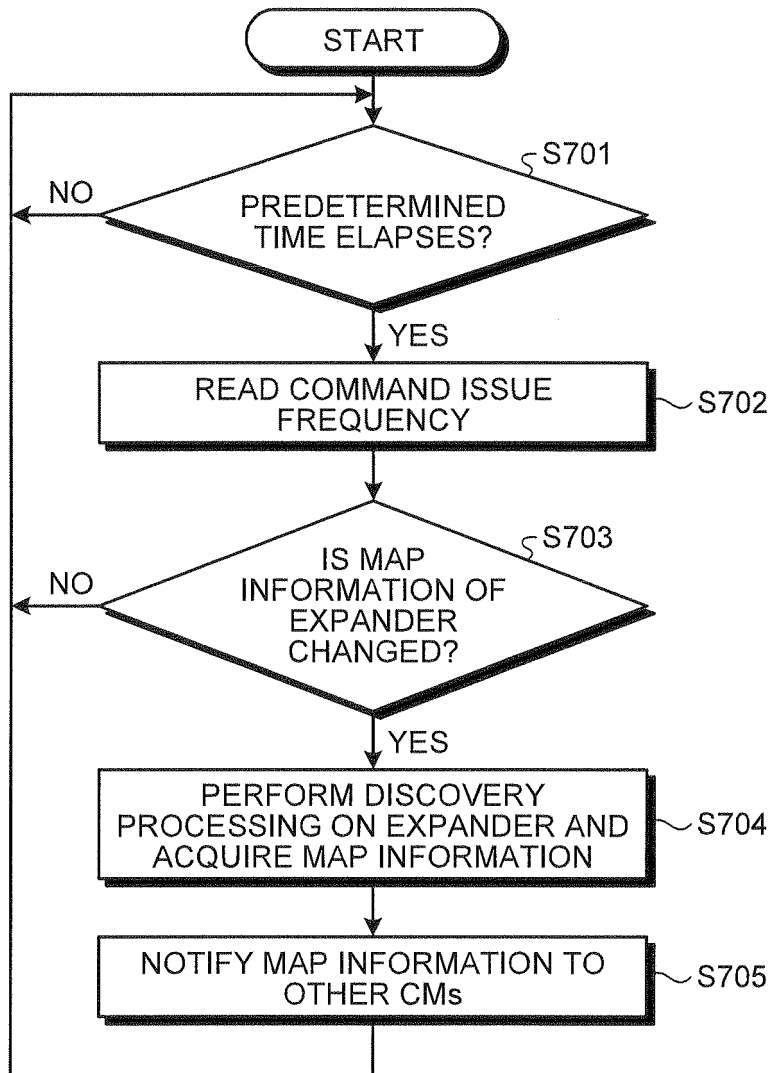 START
S701
NO
PREDETERMINED
TIME ELAPSES?
YES
READ COMMAND ISSUE
FREQUENCY
S702
S703
NO
IS MAP
INFORMATION OF
EXPANDER
CHANGED?
YES
PERFORM DISCOVERY
PROCESSING ON EXPANDER AND
ACQUIRE MAP INFORMATION
S704
NOTIFY MAP INFORMATION TO
OTHER CMs
S705